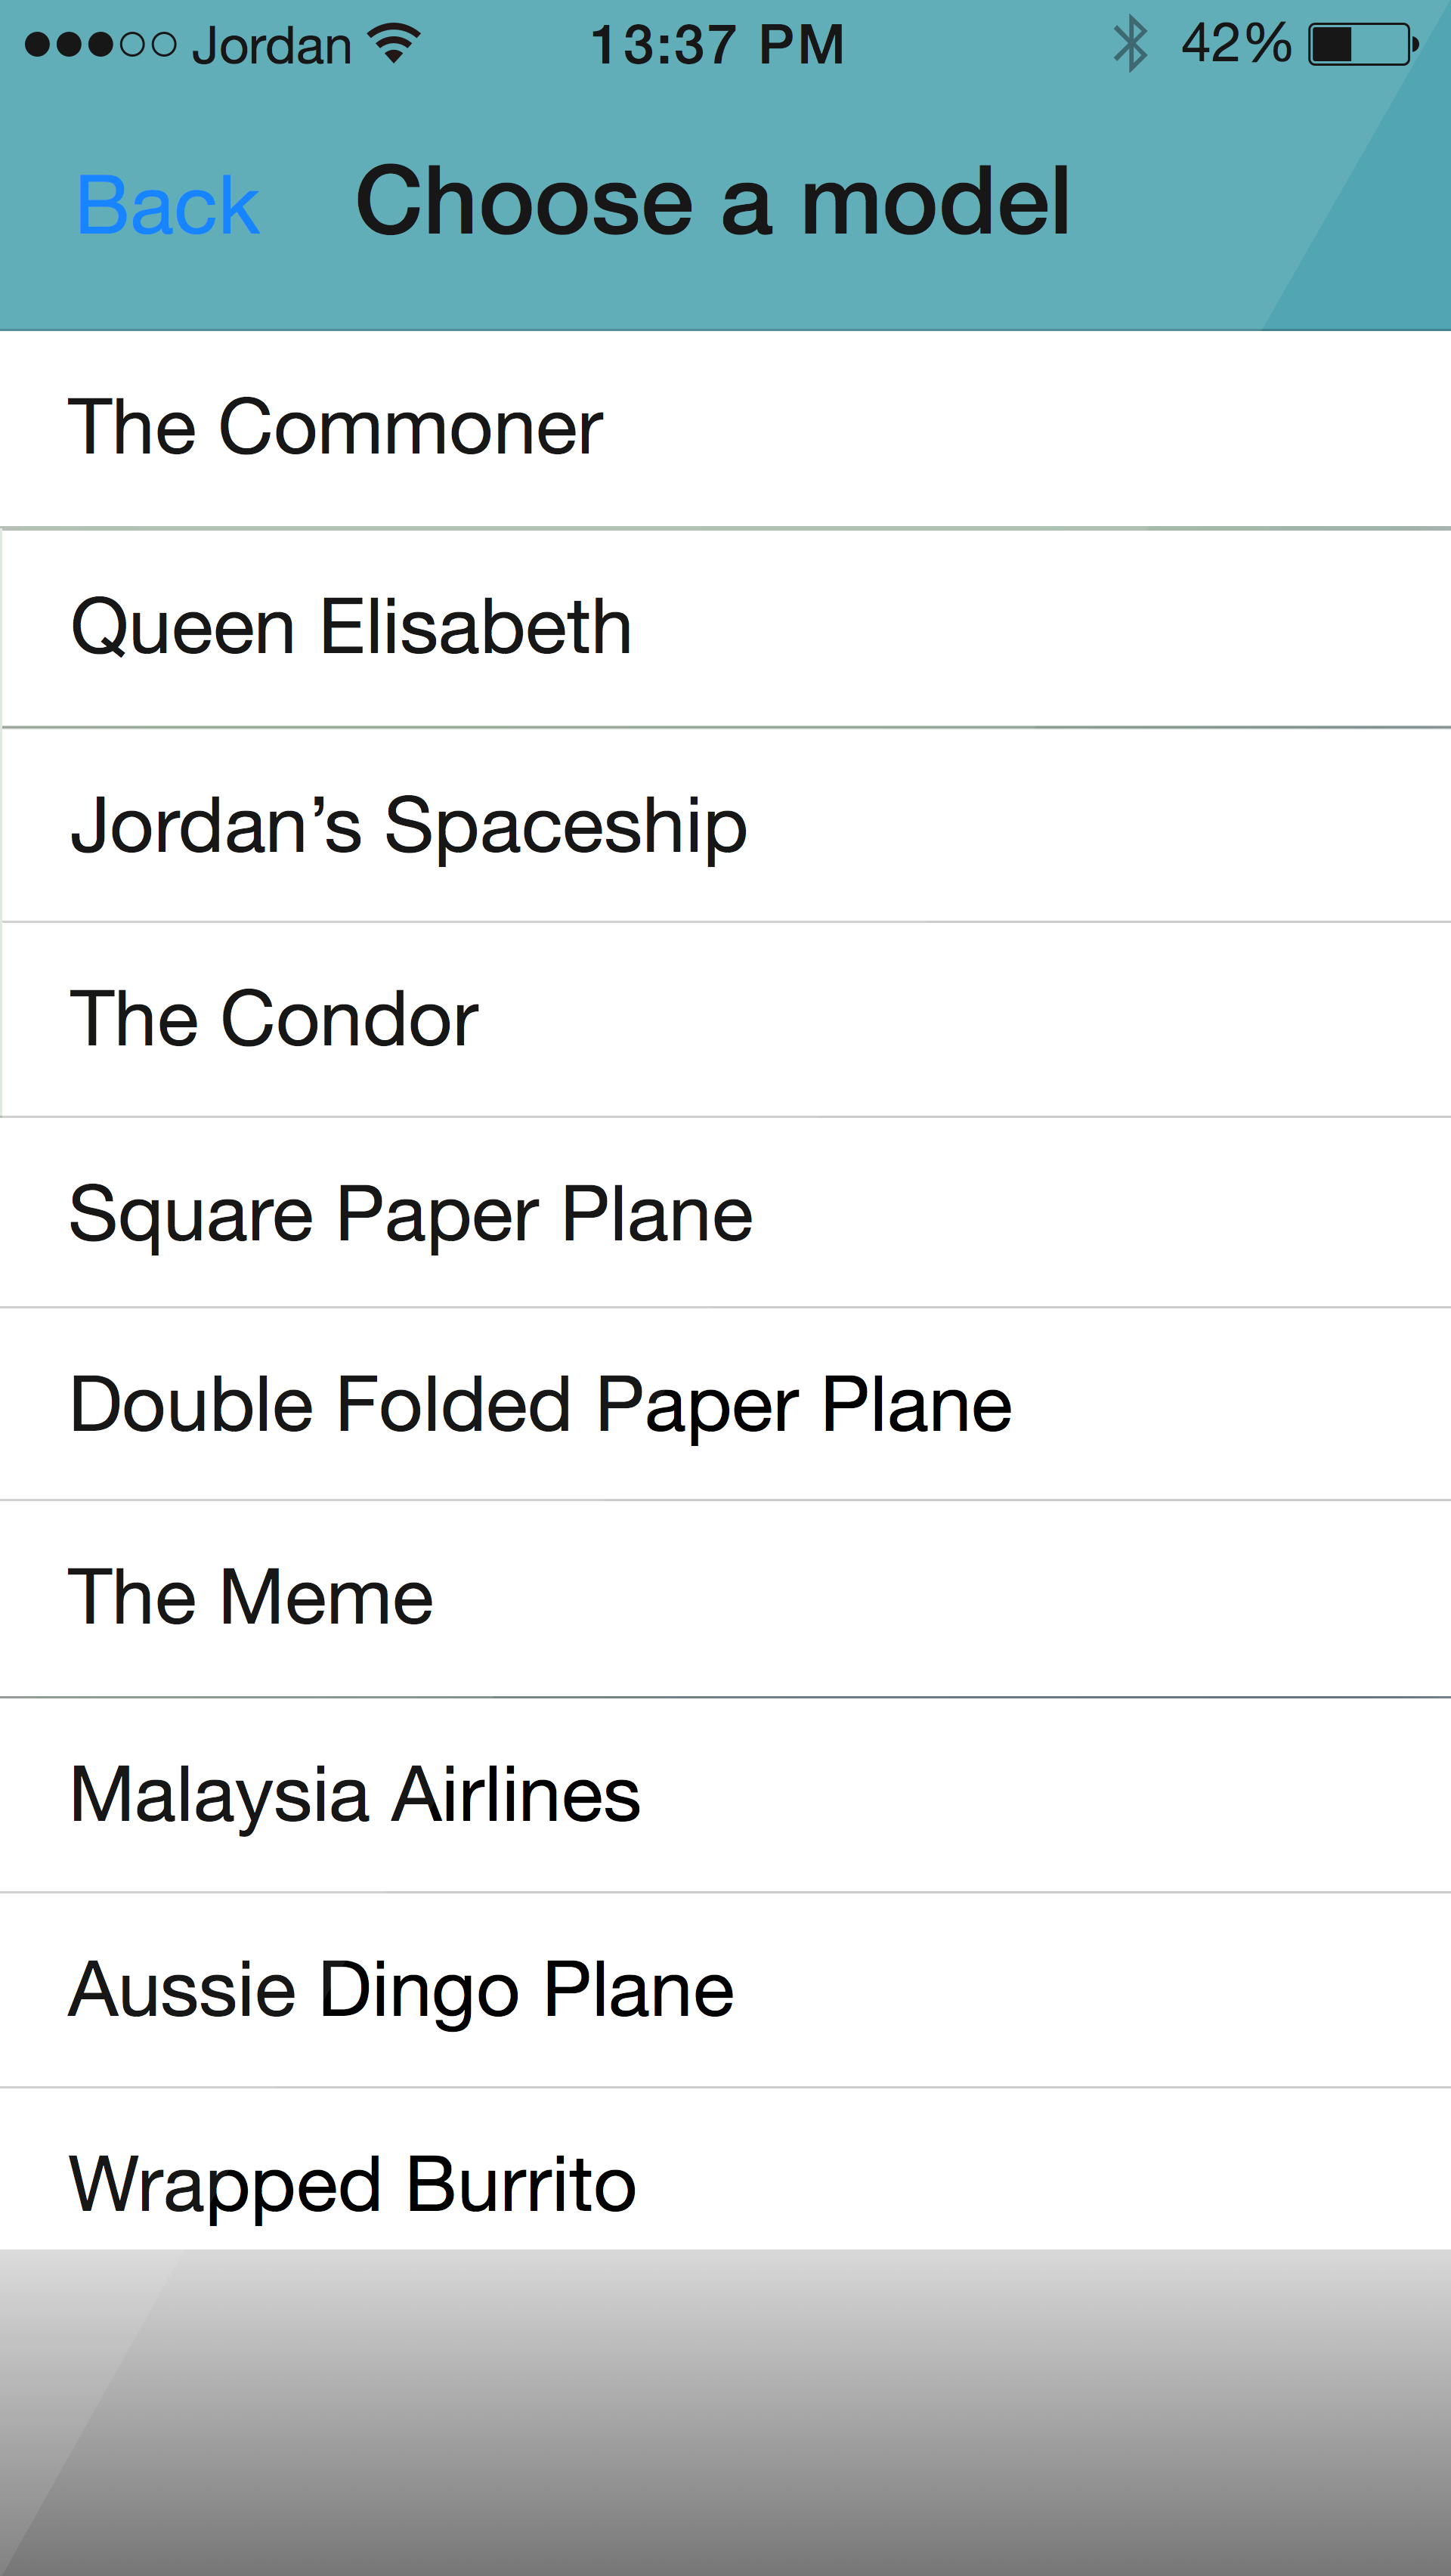 Jordan 13:37 PM 42%
Back Choose a model
The Commoner
Queen Elisabeth
Jordan’s Spaceship
The Condor
Square Paper Plane
Double Folded Paper Plane
The Meme
Malaysia Airlines
Aussie Dingo Plane
Wrapped Burrito